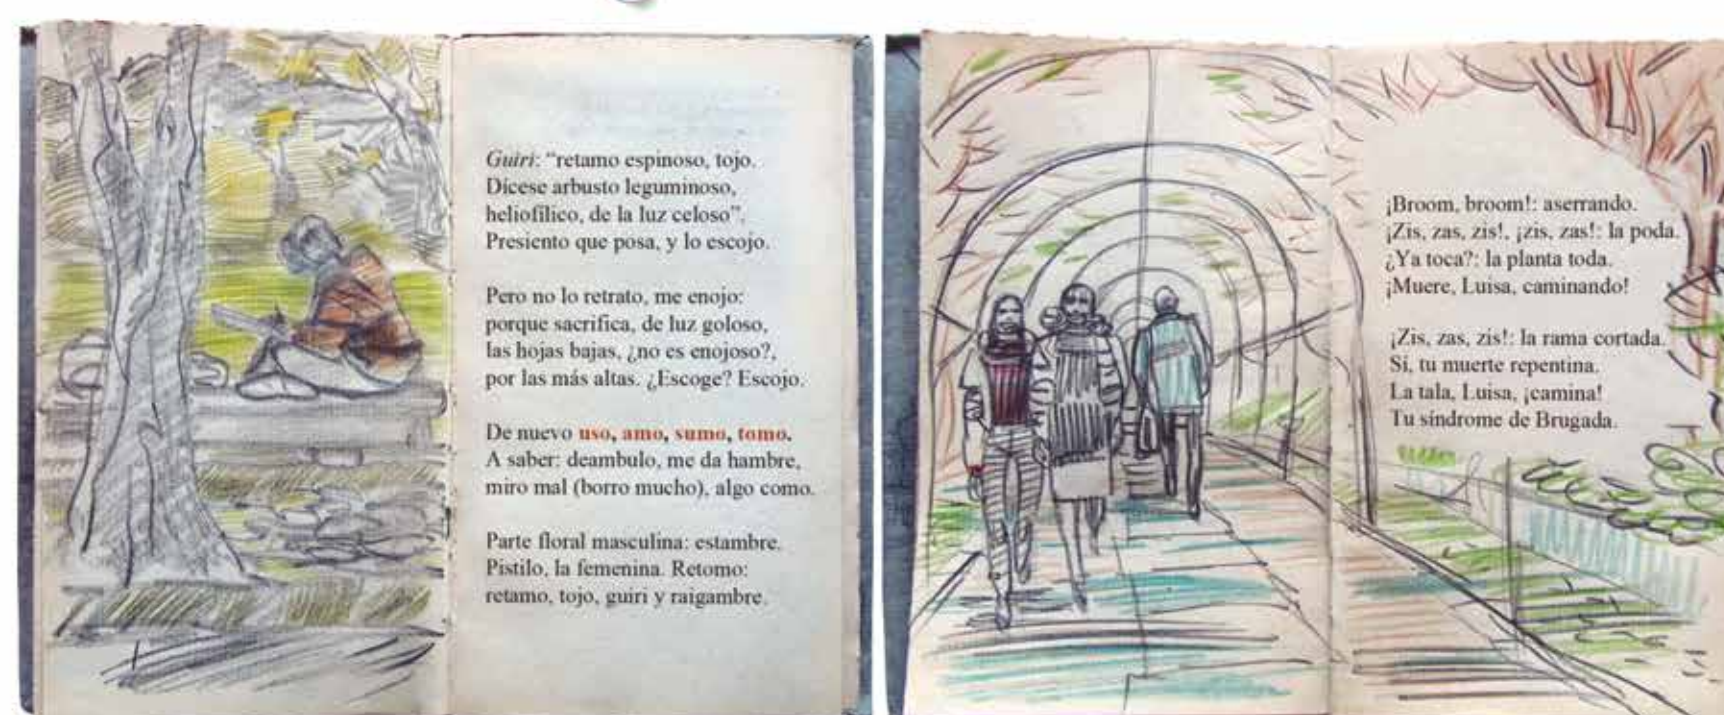 Guiri: “retamo espinoso, tojo.
Dícese arbusto leguminoso,
heliofílico, de la luz celoso”.
Presiento que posa, y lo escojo.
Pero no lo retrato, me enojo:
porque sacrifica, de luz goloso,
las hojas bajas, ¿no es enojoso?,
por las más altas. ¿Escoge? Escojo.
De nuevo uso, amo, sumo, tomo.
A saber: deambulo, me da hambre,
miro mal (borro mucho), algo como.
Parte floral masculina: estambre.
Pistilo, la femenina. Retomo:
retamo, tojo, guiri y raigambre.
¡Broom, broom!: aserrando.
¡Zis, zas, zis!, ¡zis, zas!: la poda.
¿Ya toca?: la planta toda.
¡Muere, Luisa, caminando!
¡Zis, zas, zis!: la rama cortada.
Sí, tu muerte repentina.
La tala, Luisa, ¡camina!
Tu síndrome de Brugada.